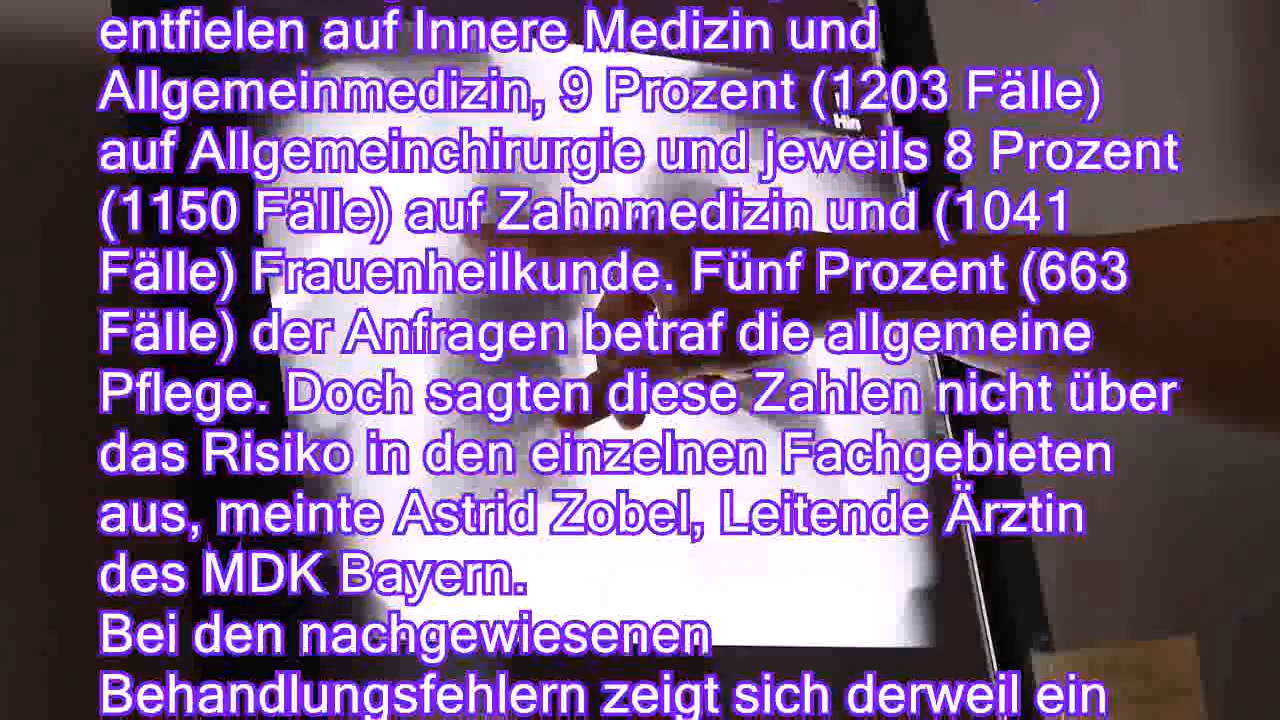 entfielen auf Innere Medizin und
Allgemeinmedizin, 9 Prozent (1203 Fälle)
auf Allgemeinchirurgie und jeweils 8 Prozent
(1150 Fälle) auf Zahnmedizin und (1041
Fälle) Frauenheilkunde. Fünf Prozent (663
Fälle) der Anfragen betraf die allgemeine
Pflege. Doch sagten diese Zahlen nicht über
das Risiko in den einzelnen Fachgebieten
aus, meinte Astrid Zobel, Leitende Ärztin
des MDK Bayern.
Bei den nachgewiesenen
Behandlungsfehlern zeigt sich derweil ein